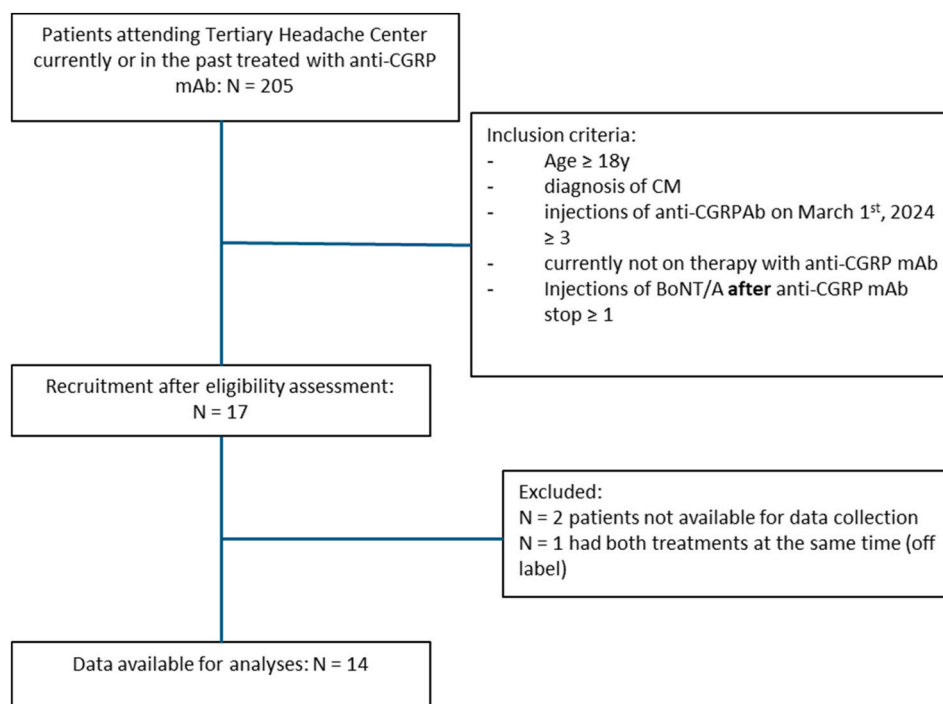 Patients attending Tertiary Headache Center
currently or in the past treated with anti-CGRP
mAb: N = 205
Inclusion criteria:
- Age ≥ 18y
- diagnosis of CM
- injections of anti-CGRPAb on March 1st, 2024
≥ 3
- currently not on therapy with anti-CGRP mAb
- Injections of BoNT/A after anti-CGRP mAb
stop ≥ 1
Recruitment after eligibility assessment:
N = 17
Excluded:
N = 2 patients not available for data collection
N = 1 had both treatments at the same time (off
label)
Data available for analyses: N = 14